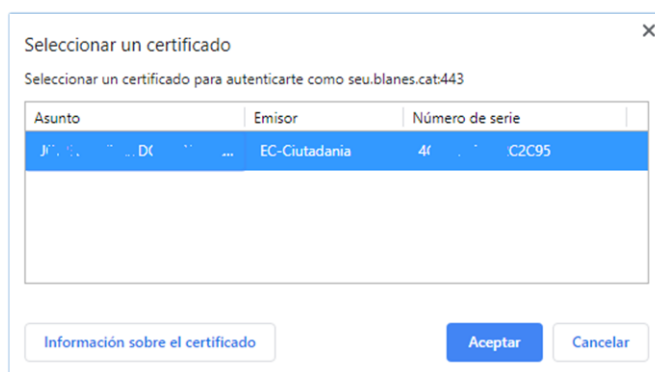 Seleccionar un certificado
Seleccionar un certificado para autenticarte como seu.blanes.cat:443
Asunto Emisor Número de serie
... EC-Ciutadania
Información sobre el certificado Aceptar Cancelar